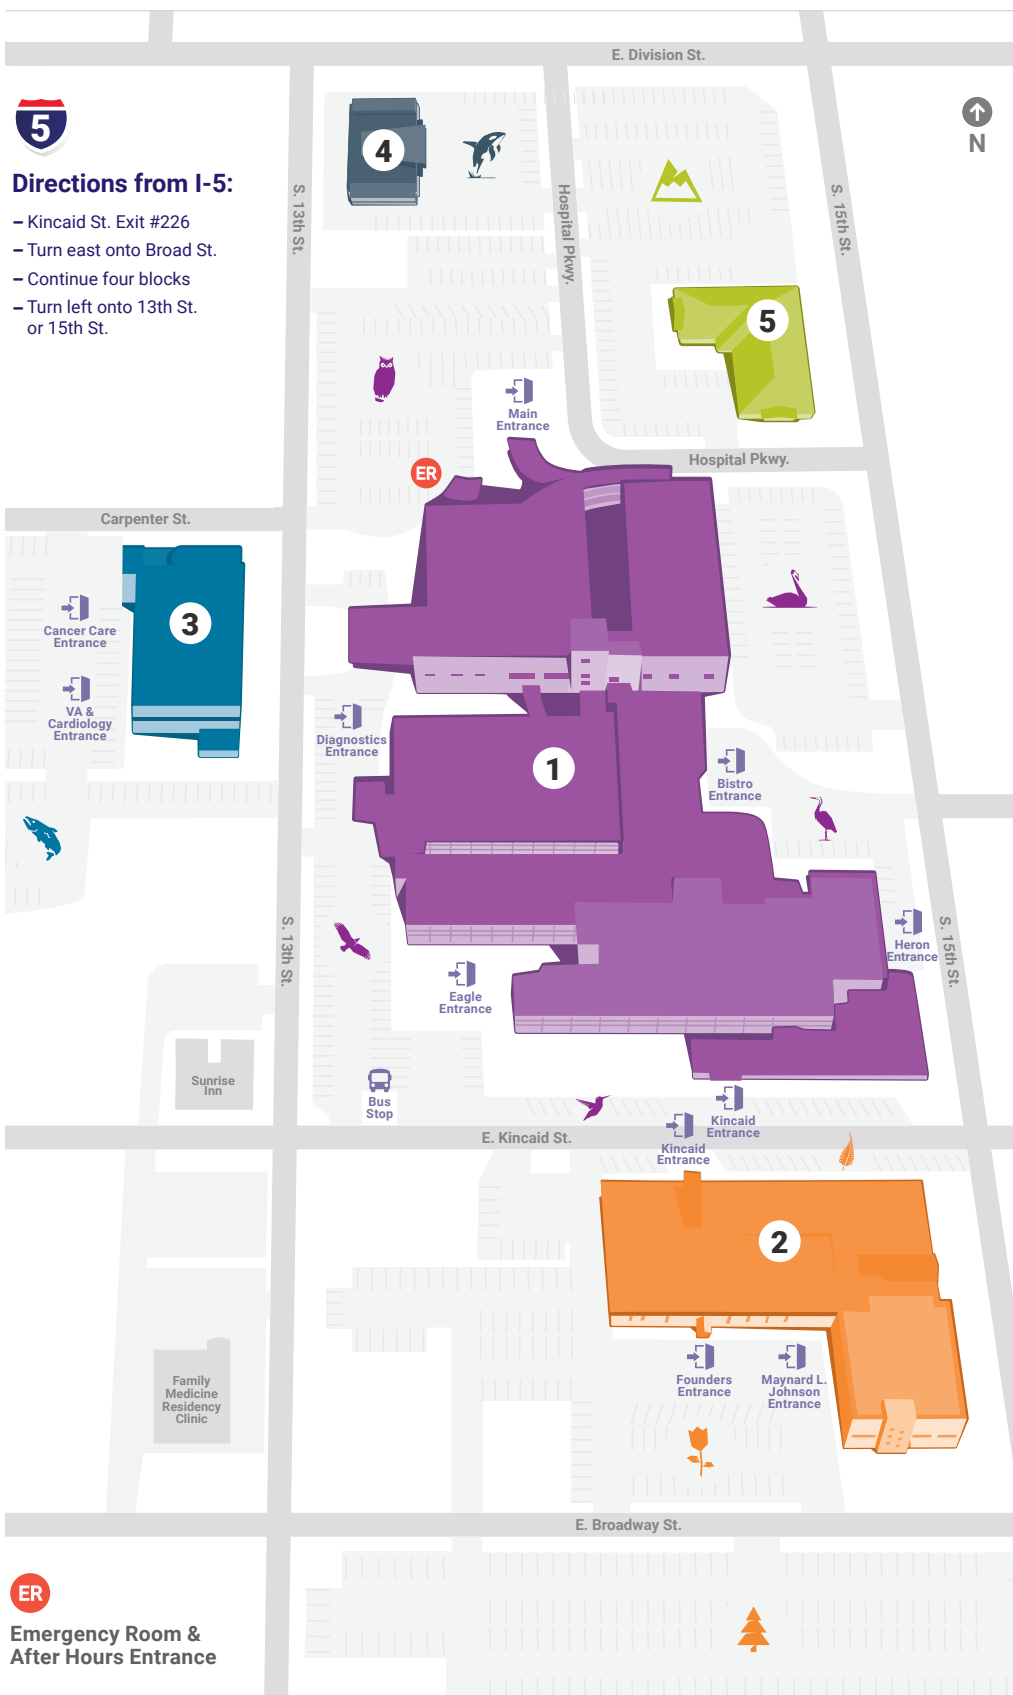 E. Division St.
5
N
Directions from I-5:
– Kincaid St. Exit #226
– Turn east onto Broad St.
– Continue four blocks
– Turn left onto 13th St.
or 15th St.
4
S. 13th St.
Hospital Pkwy.
S. 15th St.
5
Main
Entrance
ER
Hospital Pkwy.
Carpenter St.
3
Cancer Care
Entrance
VA &
Cardiology
Entrance
Diagnostics
Entrance
1
Bistro
Entrance
S. 13th St.
Heron
Entrance
S. 15th St.
Eagle
Entrance
Sunrise
Inn
Bus
Stop
Kincaid
Entrance
E. Kincaid St.
Kincaid
Entrance
2
Founders
Entrance
Maynard L.
Johnson
Entrance
Family
Medicine
Residency
Clinic
E. Broadway St.
ER
Emergency Room &
After Hours Entrance